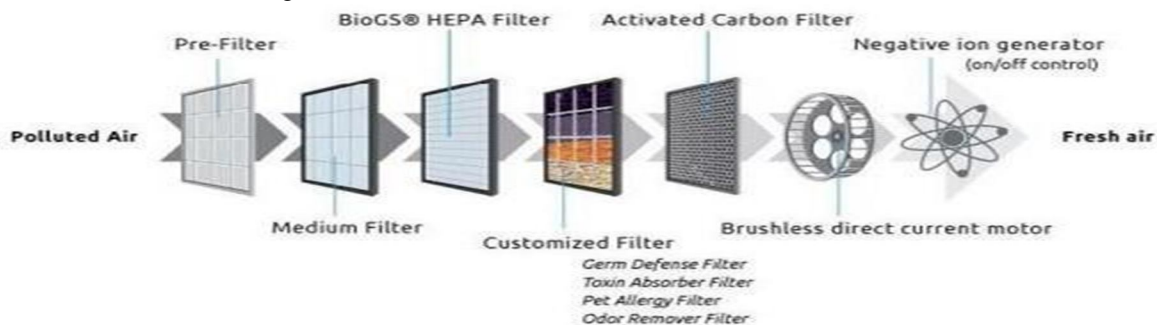 BioGS® HEPA Filter
Activated Carbon Filter
Pre-Filter
Negative ion generator
(on/off control)
Polluted Air
Fresh air
Medium Filter
Customized Filter
Brushless direct current motor
Germ Defense Filter
Toxin Absorber Filter
Pet Allergy Filter
Odor Remover Filter